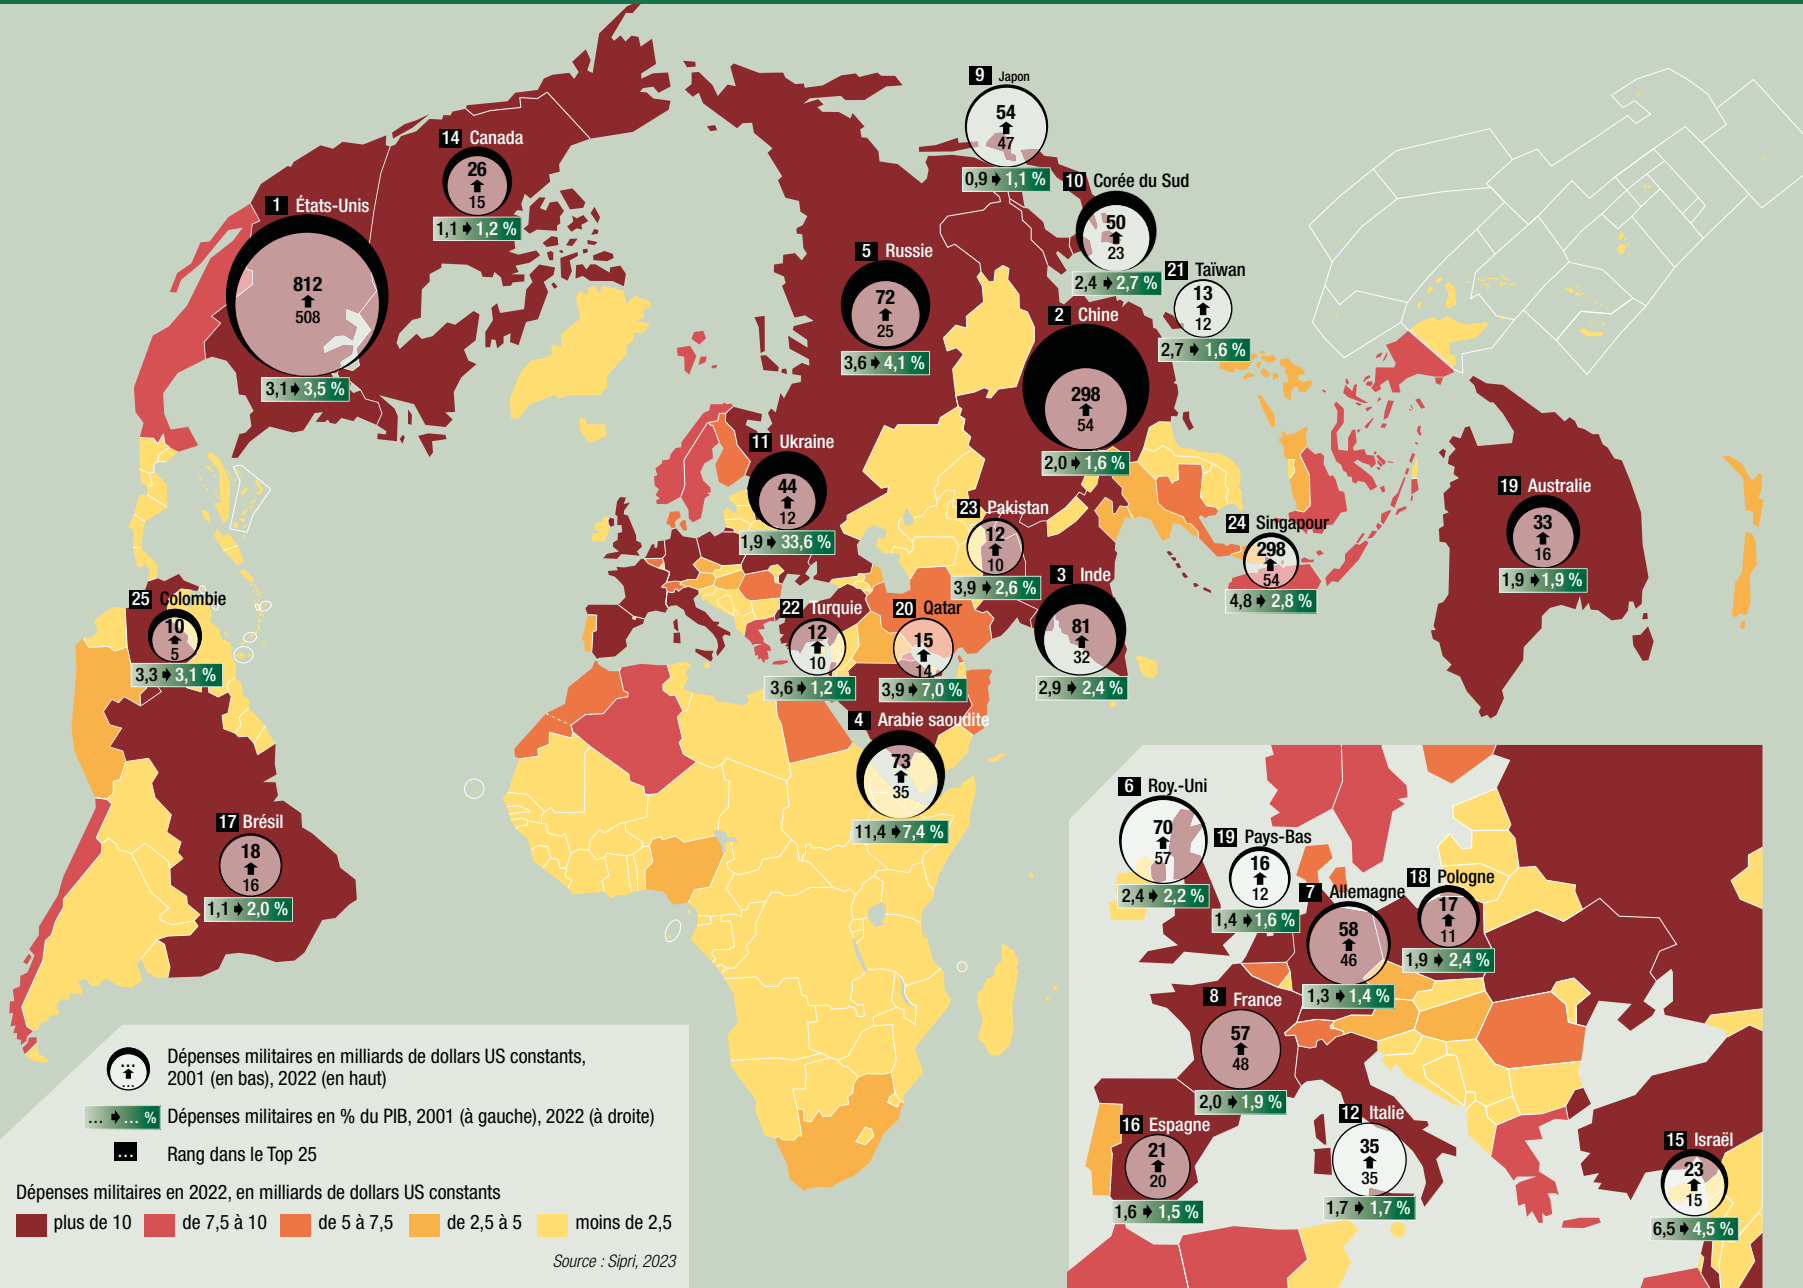 9 Japon
54
47
0,9 ➧ 1,1 %
14 Canada
26
15
1,1 ➧ 1,2 %
10 Corée du Sud
50
23
2,4 ➧ 2,7 %
1 États-Unis
812
508
3,1 ➧ 3,5 %
5 Russie
72
25
3,6 ➧ 4,1 %
21 Taïwan
13
12
2,7 ➧ 1,6 %
2 Chine
298
54
2,0 ➧ 1,6 %
11 Ukraine
44
12
1,9 ➧ 33,6 %
23 Pakistan
12
10
3,9 ➧ 2,6 %
24 Singapour
298
54
4,8 ➧ 2,8 %
19 Australie
33
16
1,9 ➧ 1,9 %
3 Inde
81
32
2,9 ➧ 2,4 %
25 Colombie
10
5
3,3 ➧ 3,1 %
22 Turquie
12
10
3,6 ➧ 1,2 %
20 Qatar
15
14
3,9 ➧ 7,0 %
4 Arabie saoudite
73
35
11,4 ➧ 7,4 %
17 Brésil
18
16
1,1 ➧ 2,0 %
6 Roy.-Uni
70
57
2,4 ➧ 2,2 %
19 Pays-Bas
16
12
1,4 ➧ 1,6 %
7 Allemagne
58
46
1,3 ➧ 1,4 %
18 Pologne
17
11
1,9 ➧ 2,4 %
8 France
57
48
2,0 ➧ 1,9 %
16 Espagne
21
20
1,6 ➧ 1,5 %
12 Italie
35
35
1,7 ➧ 1,7 %
15 Israël
23
15
6,5 ➧ 4,5 %
...
...
Dépenses militaires en milliards de dollars US constants,
2001 (en bas), 2022 (en haut)
... ➧ ... % Dépenses militaires en % du PIB, 2001 (à gauche), 2022 (à droite)
... Rang dans le Top 25
Dépenses militaires en 2022, en milliards de dollars US constants
plus de 10 de 7,5 à 10 de 5 à 7,5 de 2,5 à 5 moins de 2,5
Source : Sipri, 2023